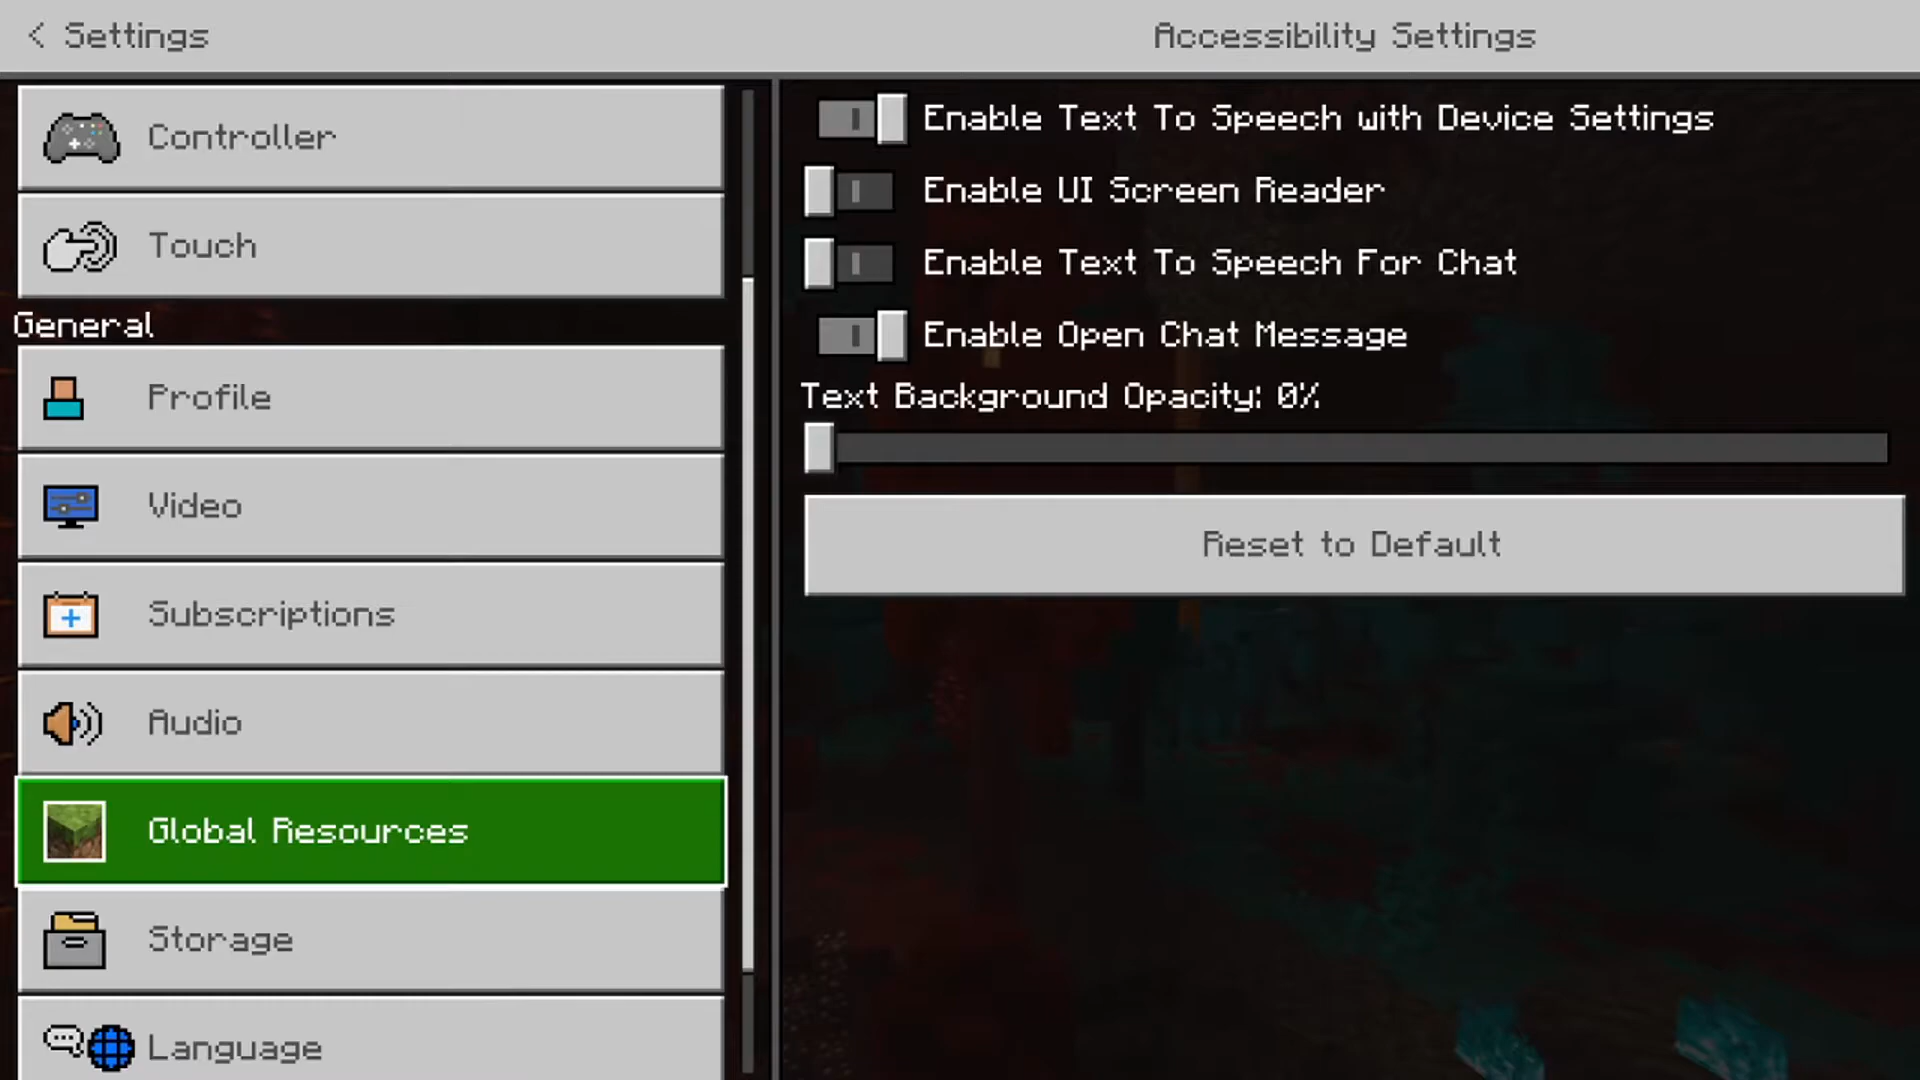 Settings
Accessibility Settings
Controller
Touch
General
Profile
Video
Subscriptions
Audio
Global Resources
Storage
Language
Enable Text To Speech with Device Settings
Enable UI Screen Reader
Enable Text To Speech For Chat
Enable Open Chat Message
Text Background Opacity: 0%
Reset to Default